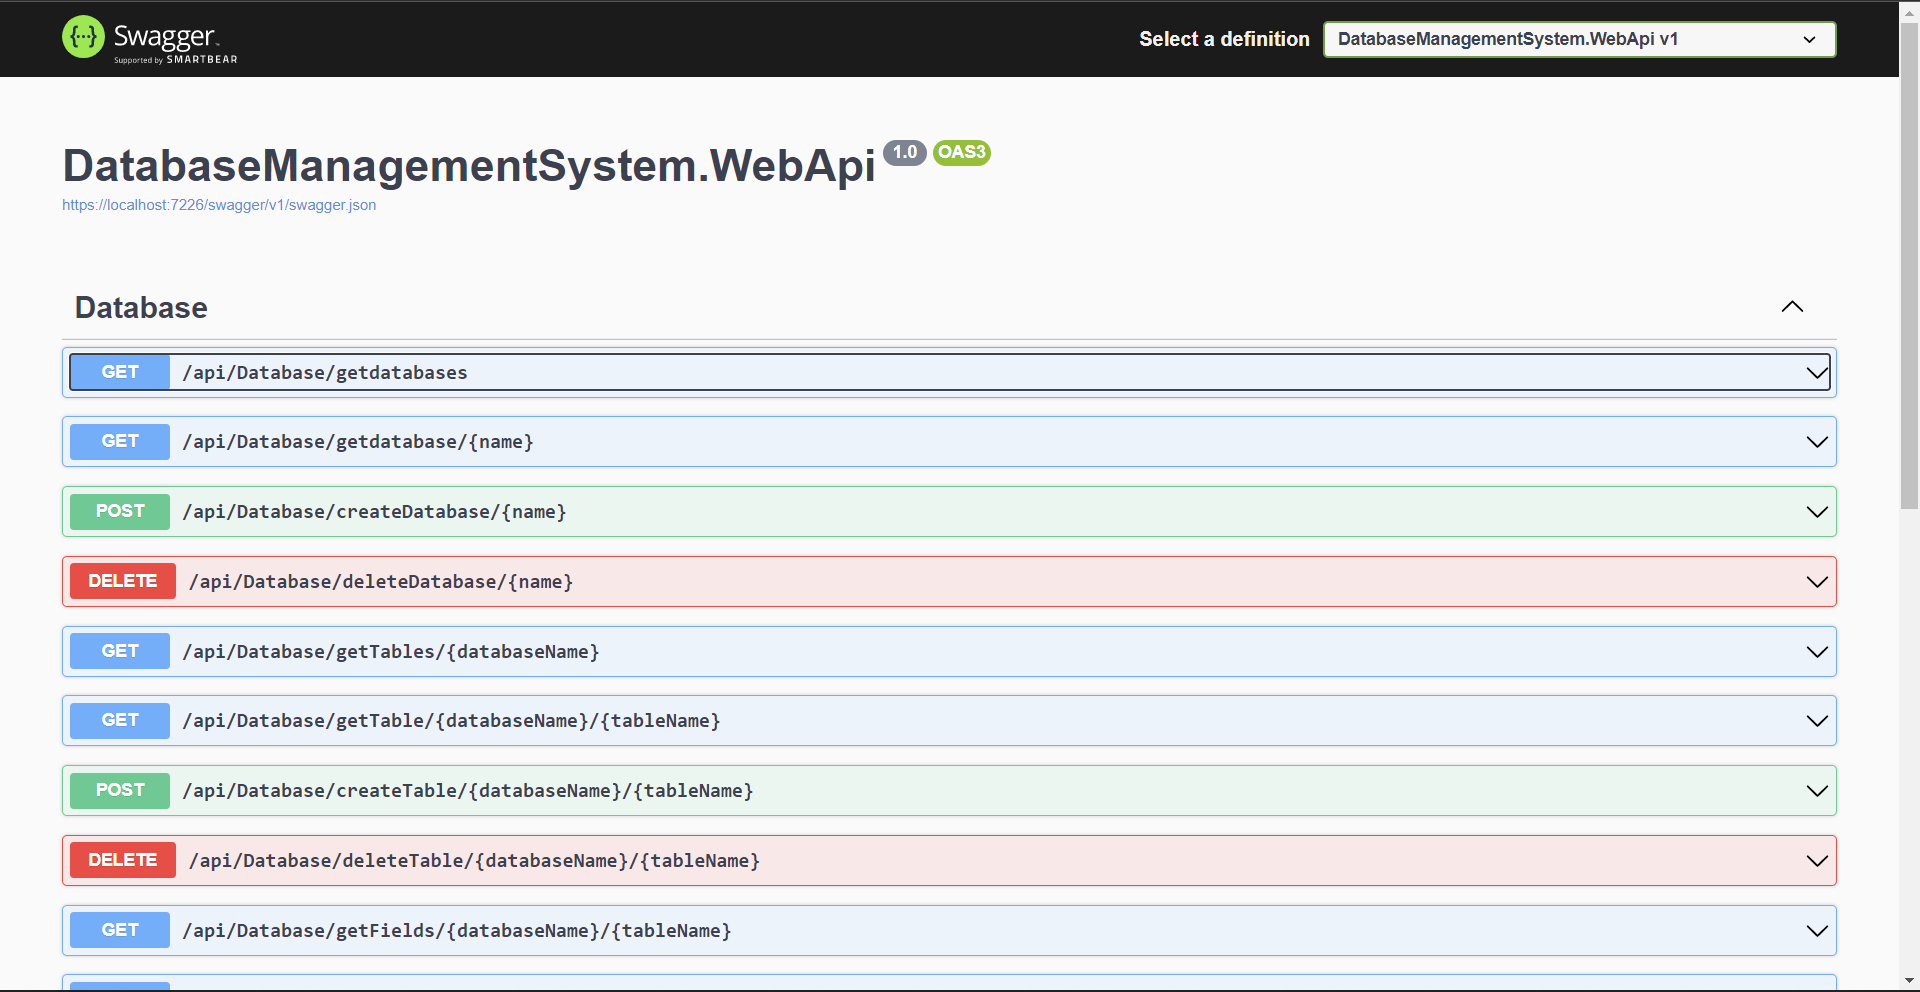 Swagger
Supported by SMARTBEAR
Select a definition
DatabaseManagementSystem.WebApi v1
DatabaseManagementSystem.WebApi 1.0 OAS3
https://localhost:7226/swagger/v1/swagger.json
Database
GET /api/Database/getdatabases
GET /api/Database/getdatabase/{name}
POST /api/Database/createDatabase/{name}
DELETE /api/Database/deleteDatabase/{name}
GET /api/Database/getTables/{databaseName}
GET /api/Database/getTable/{databaseName}/{tableName}
POST /api/Database/createTable/{databaseName}/{tableName}
DELETE /api/Database/deleteTable/{databaseName}/{tableName}
GET /api/Database/getFields/{databaseName}/{tableName}